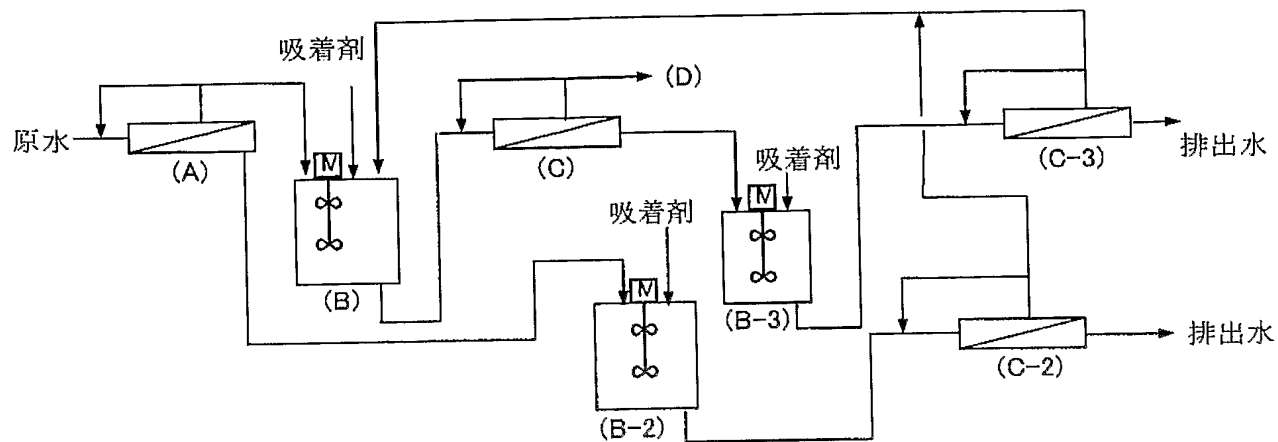 吸着剤
原水
(A)
M
(B)
(C)
(D)
吸着剤
M
(B-3)
(C-3)
排出水
吸着剤
M
(B-2)
(C-2)
排出水